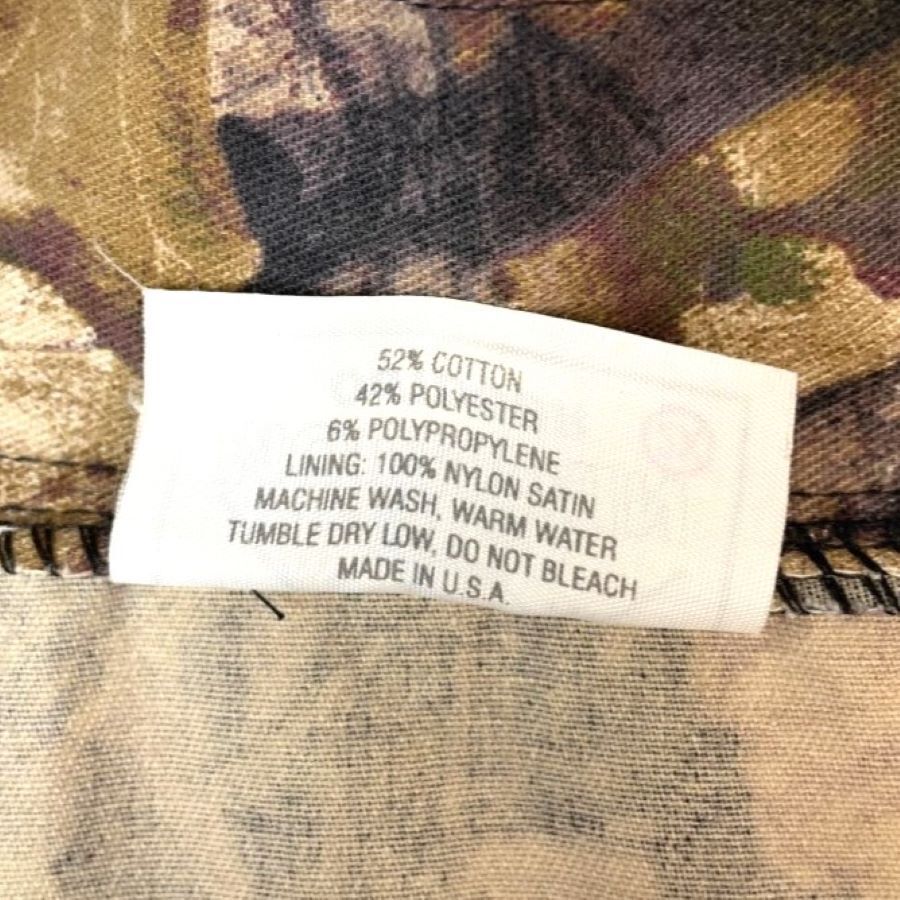 52% COTTON
42% POLYESTER
6% POLYPROPYLENE
LINING: 100% NYLON SATIN
MACHINE WASH, WARM WATER
TUMBLE DRY LOW, DO NOT BLEACH
MADE IN U.S.A.